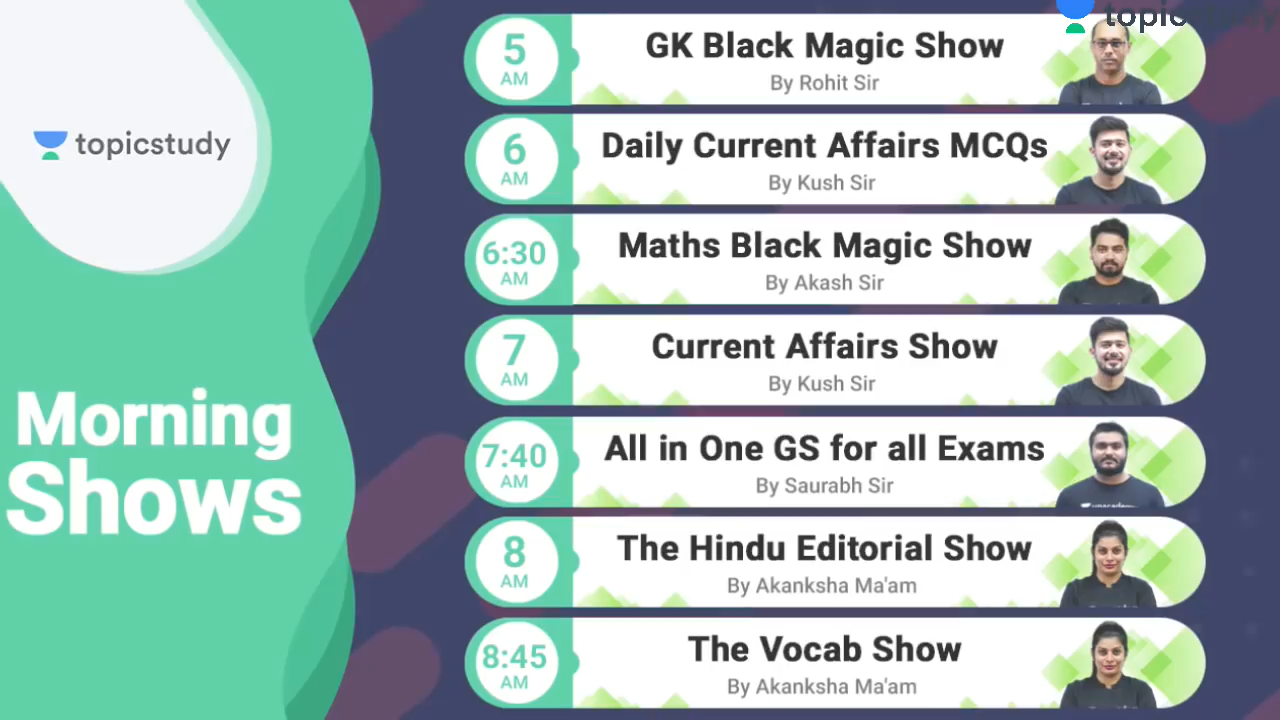 topicstudy
topicstudy
Morning
Shows
5
AM
GK Black Magic Show
By Rohit Sir
6
AM
Daily Current Affairs MCQs
By Kush Sir
6:30
AM
Maths Black Magic Show
By Akash Sir
7
AM
Current Affairs Show
By Kush Sir
7:40
AM
All in One GS for all Exams
By Saurabh Sir
8
AM
The Hindu Editorial Show
By Akanksha Ma'am
8:45
AM
The Vocab Show
By Akanksha Ma'am